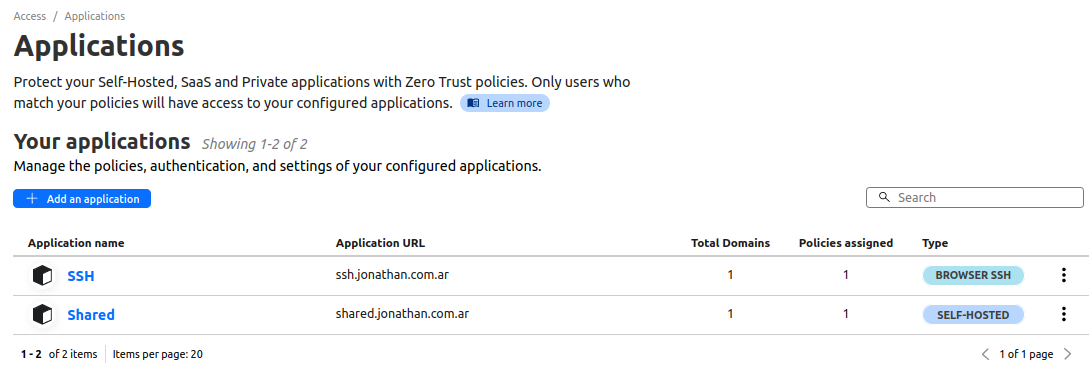 Access / Applications
Applications
Protect your Self-Hosted, SaaS and Private applications with Zero Trust policies. Only users who
match your policies will have access to your configured applications. Learn more
Your applications Showing 1-2 of 2
Manage the policies, authentication, and settings of your configured applications.
Add an application Search
Application name Application URL Total Domains Policies assigned Type
SSH ssh.jonathan.com.ar 1 1 BROWSER SSH
Shared shared.jonathan.com.ar 1 1 SELF-HOSTED
1 - 2 of 2 items Items per page: 20 1 of 1 page